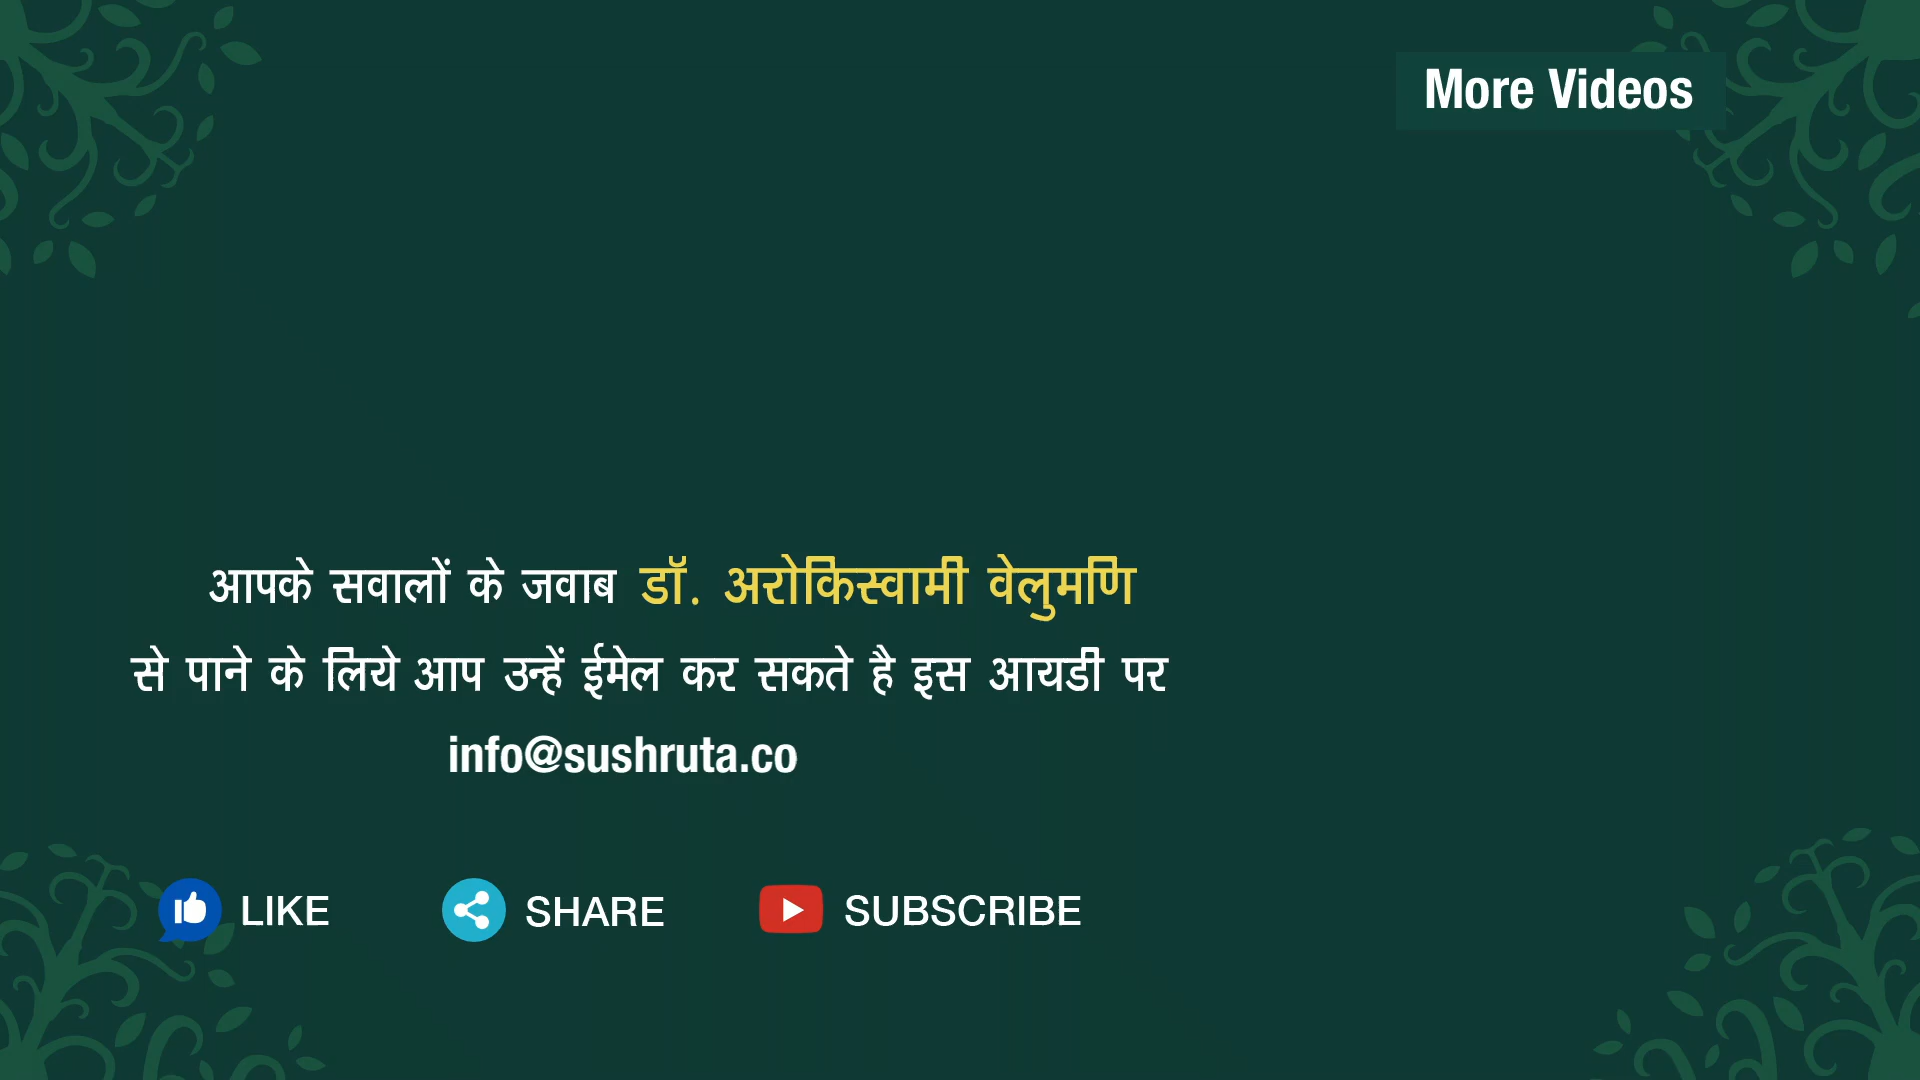 More Videos
आपके सवालों के जवाब डॉ. अरोकिस्वामी वेलुमणि
से पाने के लिये आप उन्हें ईमेल कर सकते है इस आयडी पर
info@sushruta.co
LIKE SHARE SUBSCRIBE